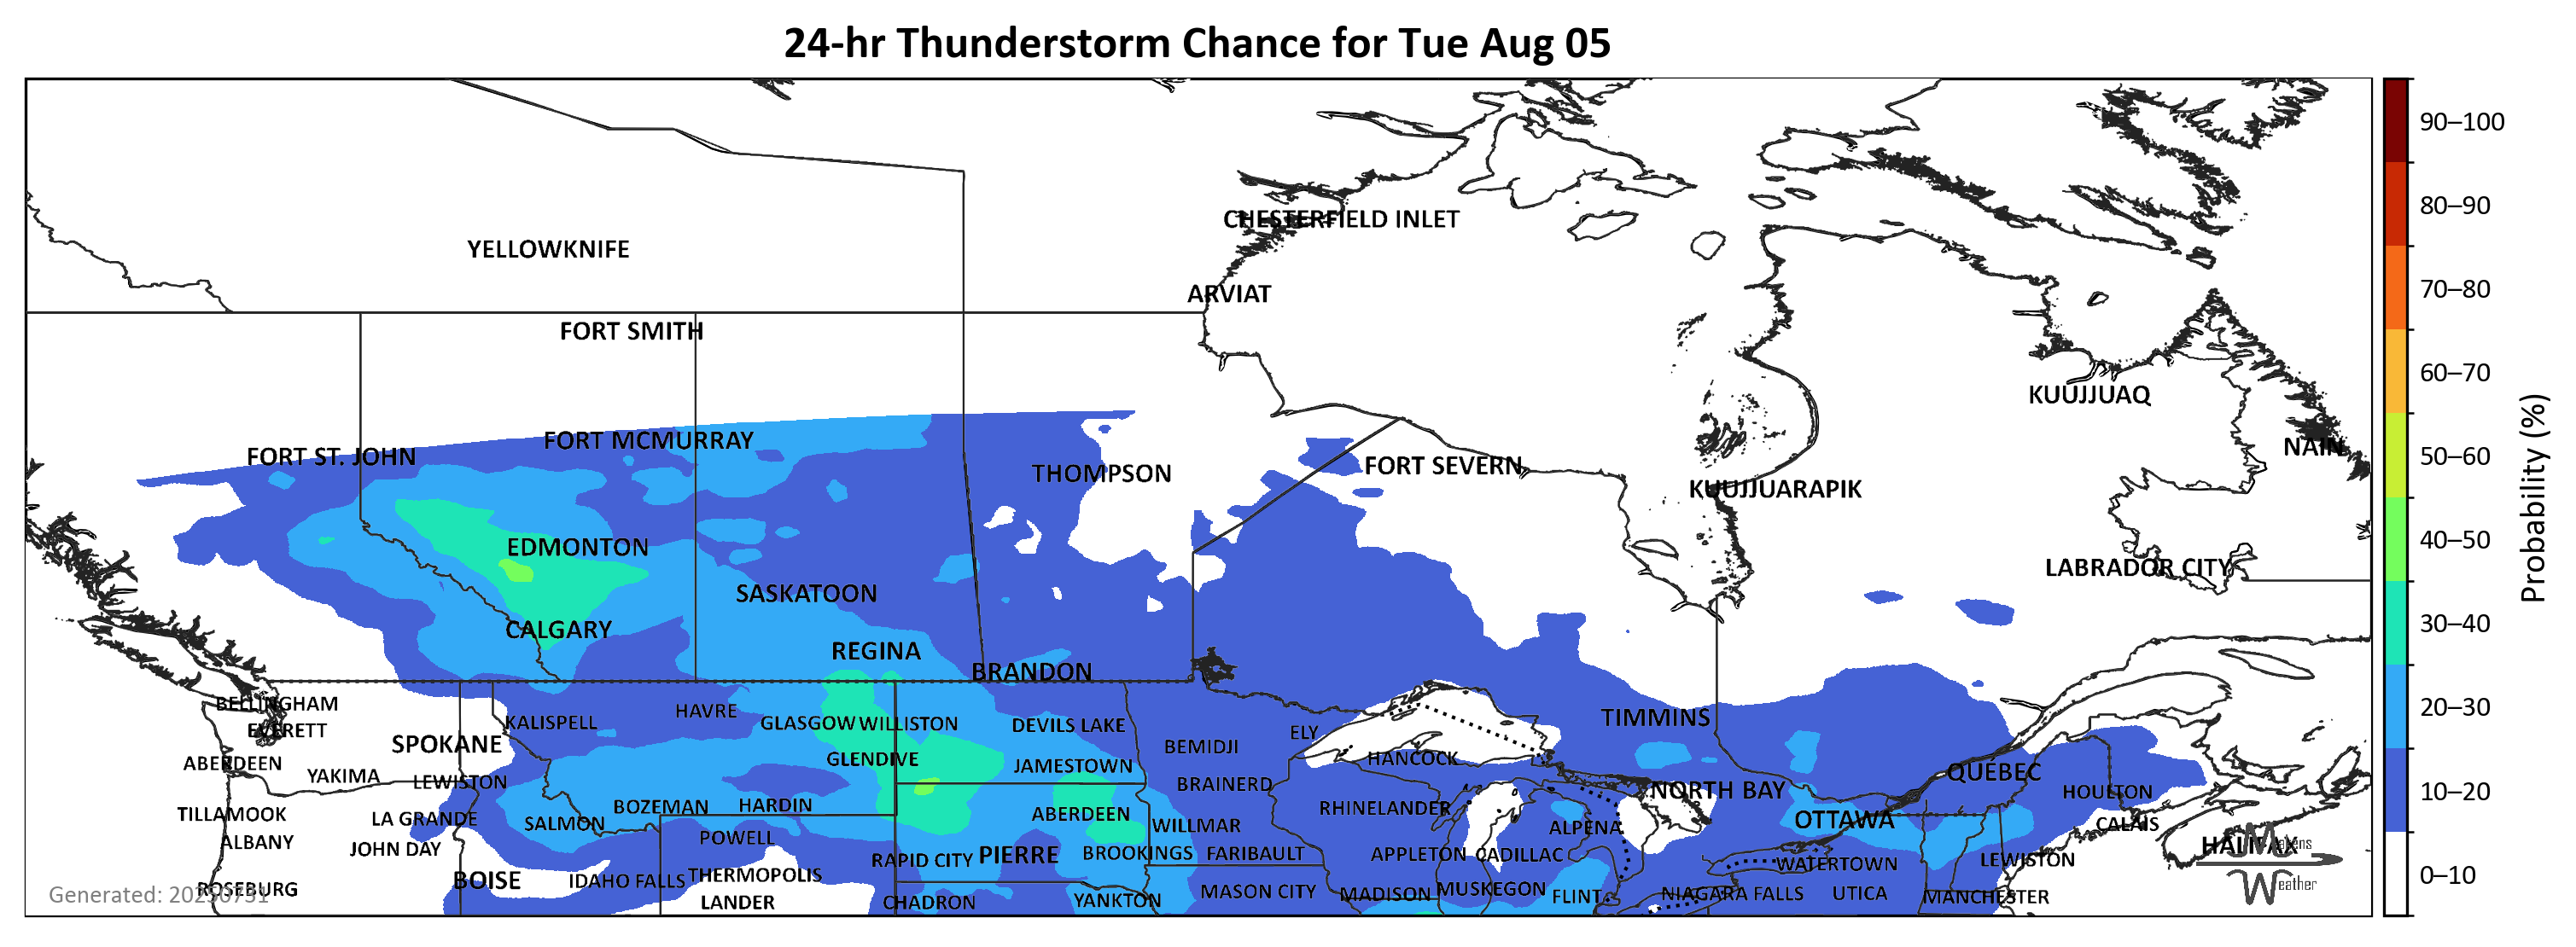 24-hr Thunderstorm Chance for Tue Aug 05
90–100
80–90
CHESTERFIELD INLET
YELLOWKNIFE
70–80
ARVIAT
FORT SMITH
60–70
KUUJJUAQ
FORT MCMURRAY
NAIN
FORT ST. JOHN
50–60
FORT SEVERN
THOMPSON
KUUJJUARAPIK
Probability (%)
EDMONTON
40–50
LABRADOR CITY
SASKATOON
CALGARY
30–40
REGINA
BRANDON
BELLINGHAM
20–30
HAVRE
TIMMINS
KALISPELL
GLASGOW WILLISTON
DEVILS LAKE
EVERETT
ELY
SPOKANE
BEMIDJI
GLENDIVE
HANCOCK
ABERDEEN
JAMESTOWN
QUÉBEC
YAKIMA
LEWISTON
BRAINERD
NORTH BAY
HOULTON
10–20
BOZEMAN
HARDIN
RHINELANDER
TILLAMOOK
ABERDEEN
LA GRANDE
SALMON
WILLMAR
ALPENA
OTTAWA
CALAIS
POWELL
ALBANY
JOHN DAY
HALIFAX
Makens
Weather
RAPID CITY
PIERRE
BROOKINGS
FARIBAULT
APPLETON
CADILLAC
WATERTOWN
LEWISTON
THERMOPOLIS
IDAHO FALLS
BOISE
0–10
ROSEBURG
Generated: 20250731
LANDER
CHADRON
YANKTON
MASON CITY
MADISON
MUSKEGON
FLINT
NIAGARA FALLS
UTICA
MANCHESTER